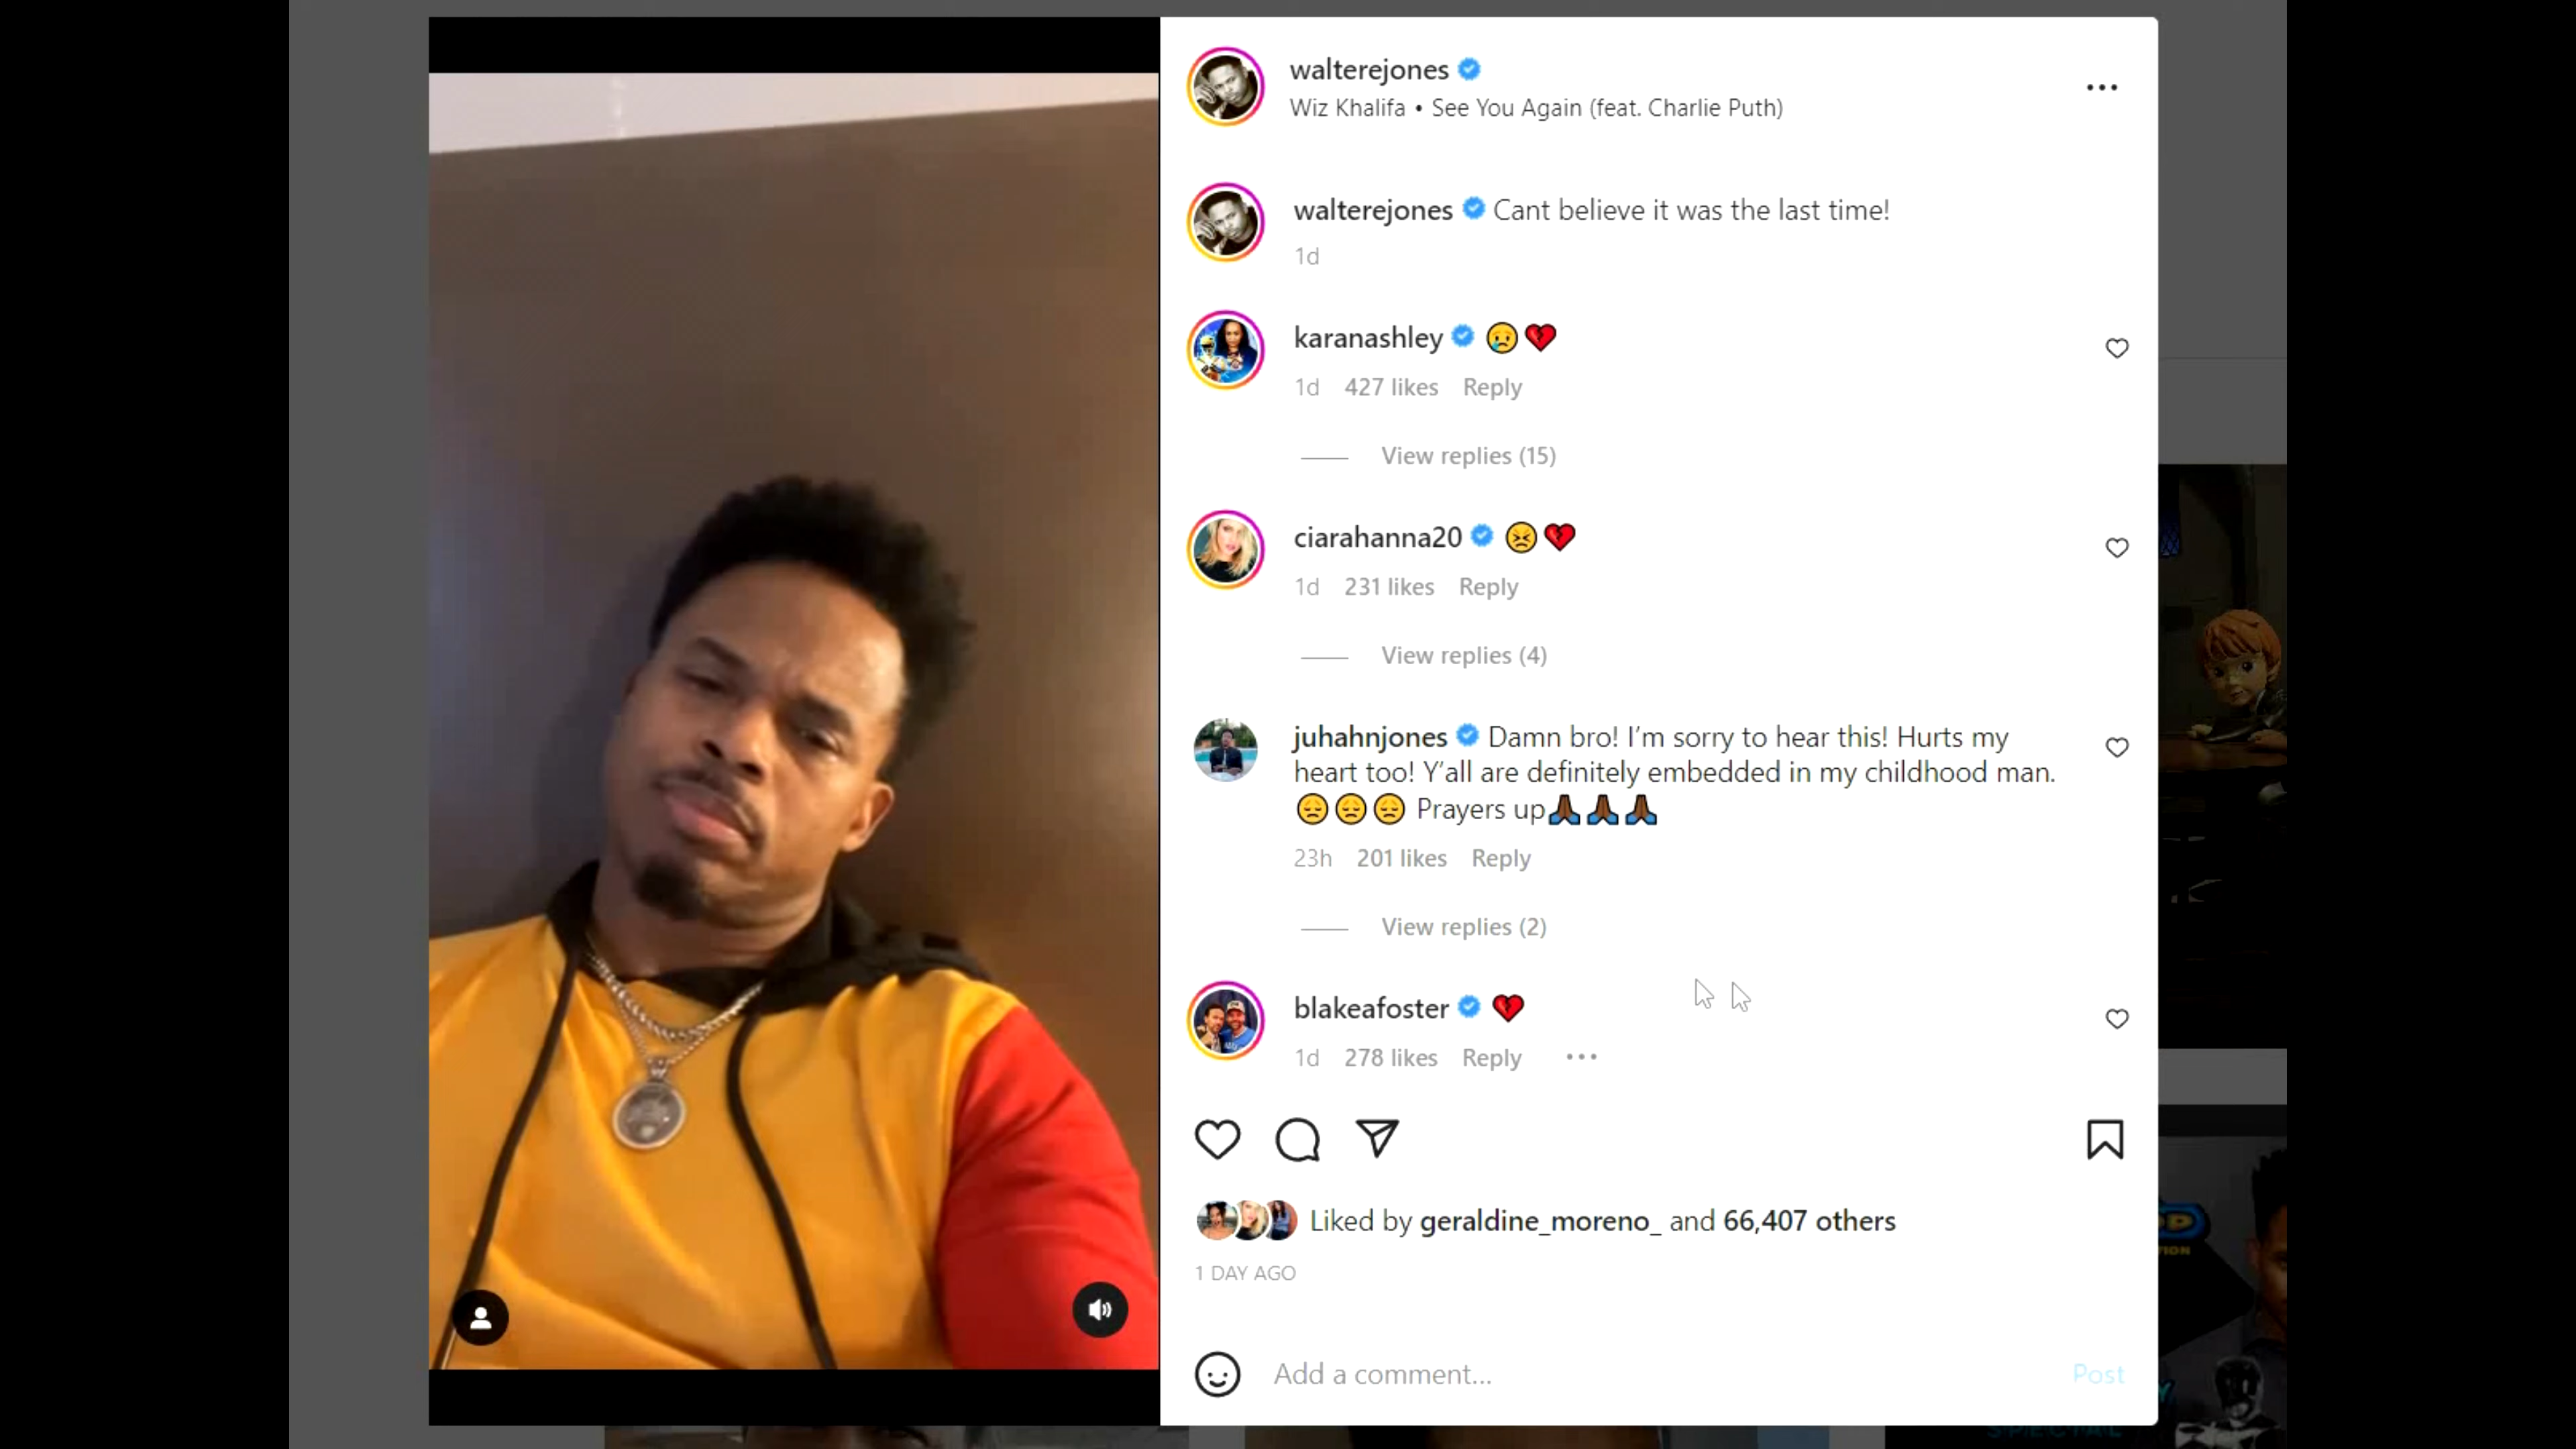 walterejones
Wiz Khalifa • See You Again (feat. Charlie Puth)
walterejones Cant believe it was the last time!
1d
karanashley 😢💔
1d 427 likes Reply
View replies (15)
ciarahanna20 😣💔
1d 231 likes Reply
View replies (4)
juhahnjones Damn bro! I'm sorry to hear this! Hurts my
heart too! Y'all are definitely embedded in my childhood man.
😔😔😔 Prayers up🙏🏾🙏🏾🙏🏾
23h 201 likes Reply
View replies (2)
blakeafoster 💔
1d 278 likes Reply •••
Liked by geraldine_moreno_ and 66,407 others
1 DAY AGO
Add a comment...
Post